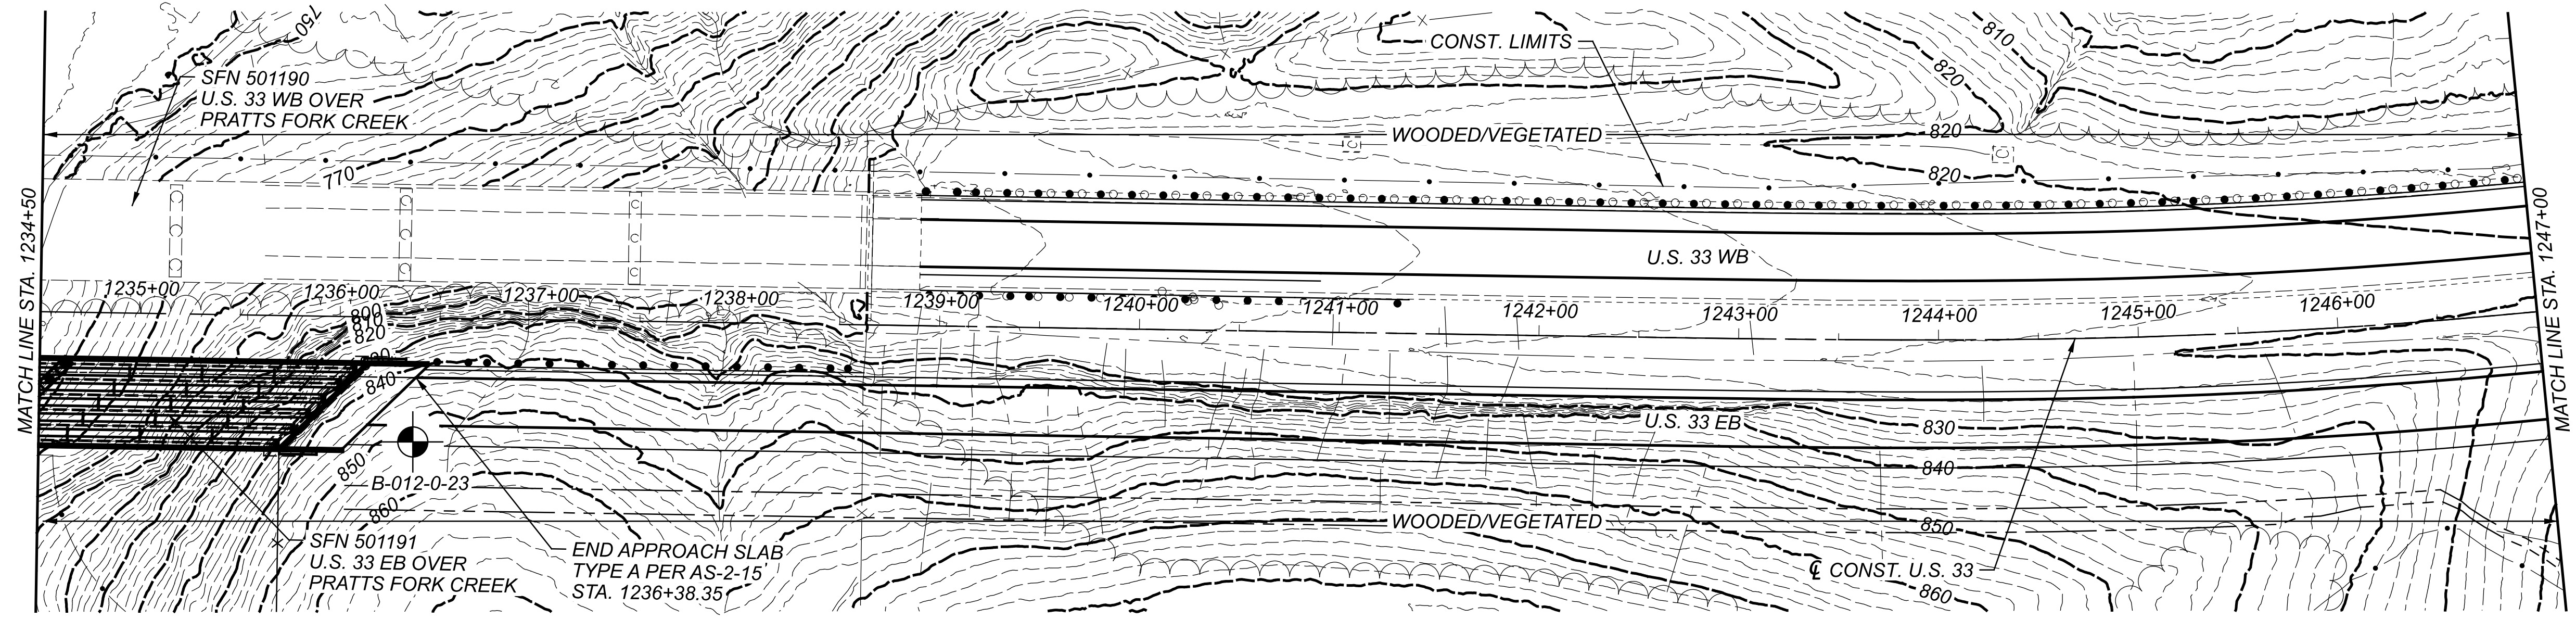 750
SFN 501190
U.S. 33 WB OVER
PRATTS FORK CREEK
CONST. LIMITS
810
820
WOODED/VEGETATED
820
820
770
MATCH LINE STA. 1234+50
MATCH LINE STA. 1247+00
U.S. 33 WB
1235+00
1236+00
1237+00
1238+00
1239+00
1240+00
1241+00
1242+00
1243+00
1244+00
1245+00
1246+00
800
810
820
840
U.S. 33 EB
830
840
850
B-012-0-23
860
WOODED/VEGETATED
850
SFN 501191
U.S. 33 EB OVER
PRATTS FORK CREEK
END APPROACH SLAB
TYPE A PER AS-2-15
STA. 1236+38.35
℄ CONST. U.S. 33
860